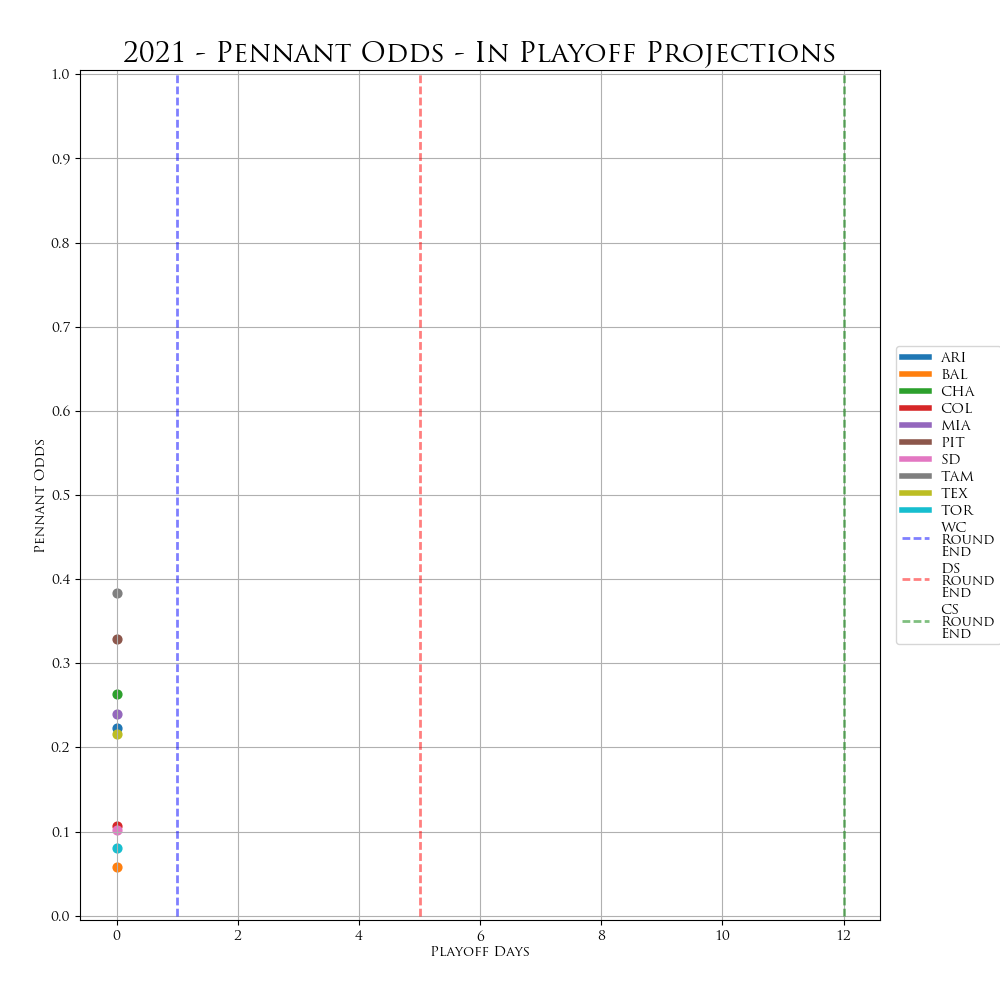 2021 - Pennant Odds - In Playoff Projections
1.0
0.9
0.8
0.7
0.6
0.5
0.4
0.3
0.2
0.1
0.0
Pennant Odds
0 2 4 6 8 10 12
Playoff Days
ARI
BAL
CHA
COL
MIA
PIT
SD
TAM
TEX
TOR
WC
Round
End
DS
Round
End
CS
Round
End